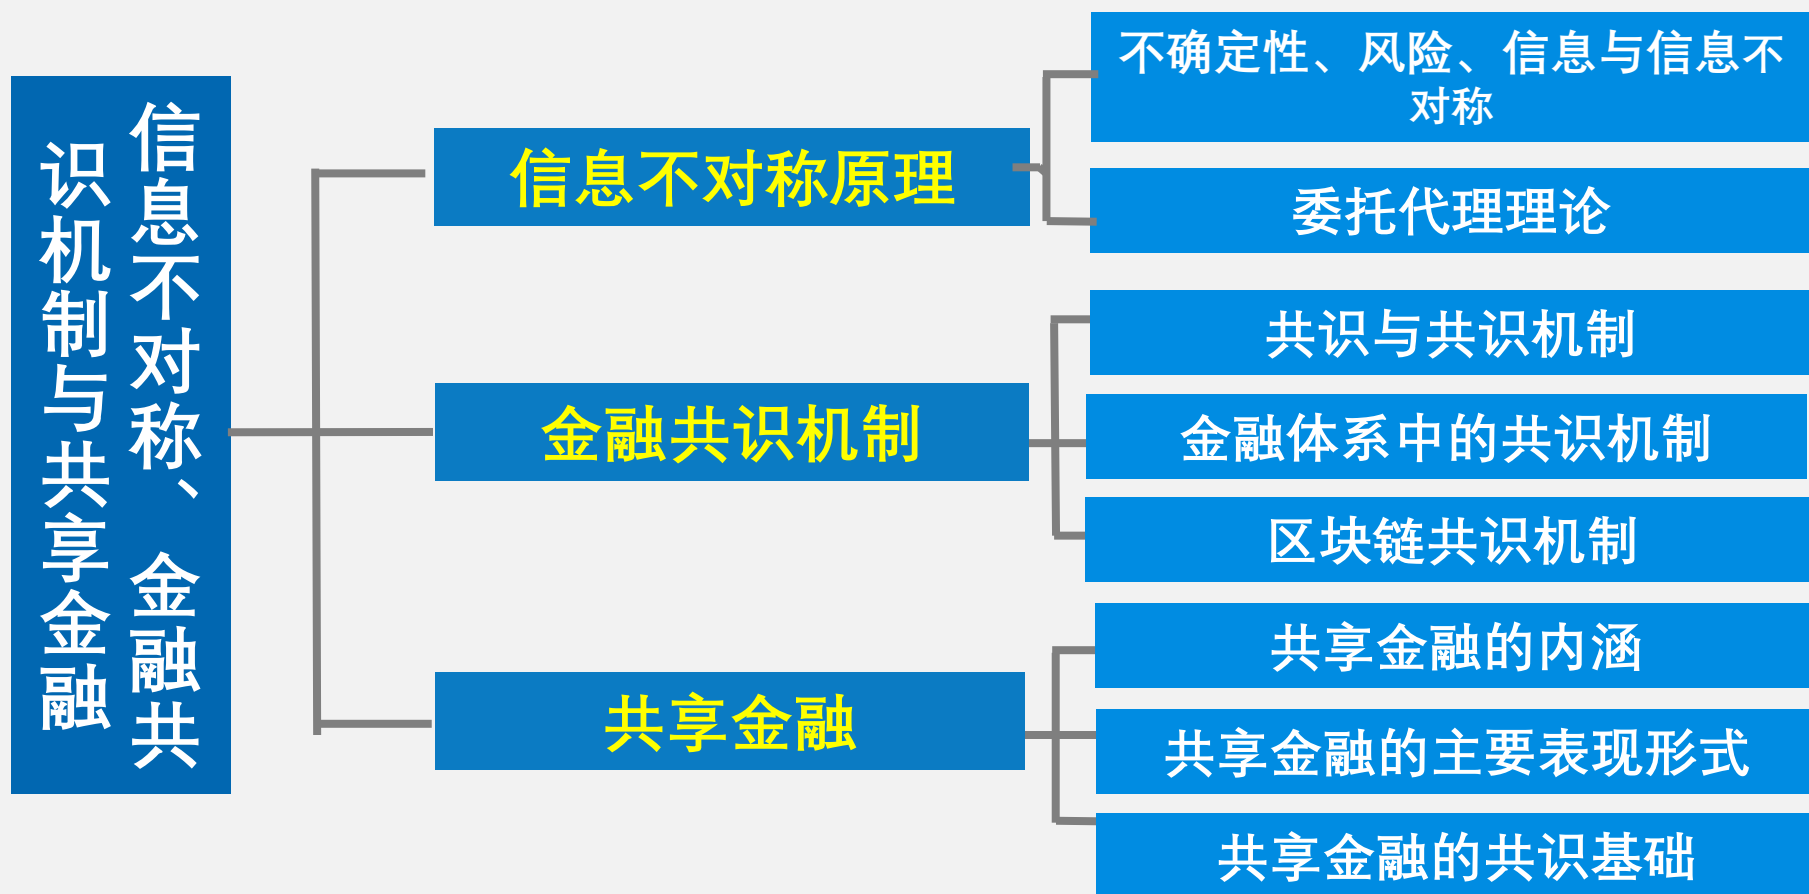 信息不对称、金融共
识机制与共享金融
信息不对称原理
不确定性、风险、信息与信息不
对称
委托代理理论
金融共识机制
共识与共识机制
金融体系中的共识机制
区块链共识机制
共享金融
共享金融的内涵
共享金融的主要表现形式
共享金融的共识基础